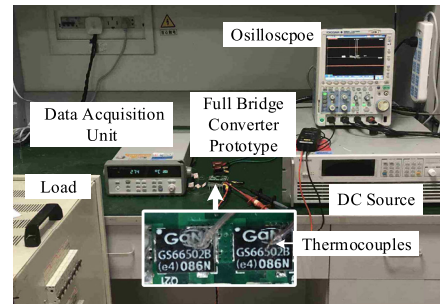 Osilloscpoe
Data Acquisition
Unit
Full Bridge
Converter
Prototype
Load
DC Source
Thermocouples
GaN
GS66502B
(e4) 086N
GaN
GS66502B
(e4) 086N